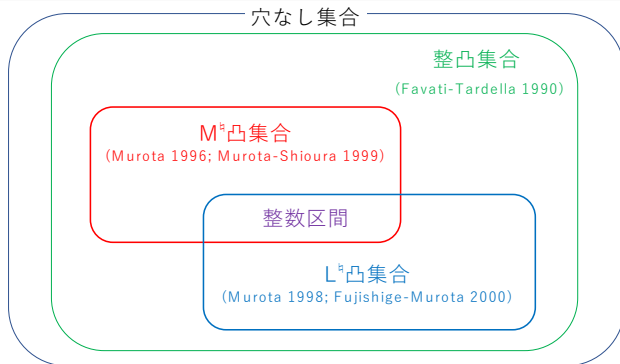 穴なし集合
整凸集合
(Favati-Tardella 1990)
M♮凸集合
(Murota 1996; Murota-Shioura 1999)
整数区間
L♮凸集合
(Murota 1998; Fujishige-Murota 2000)